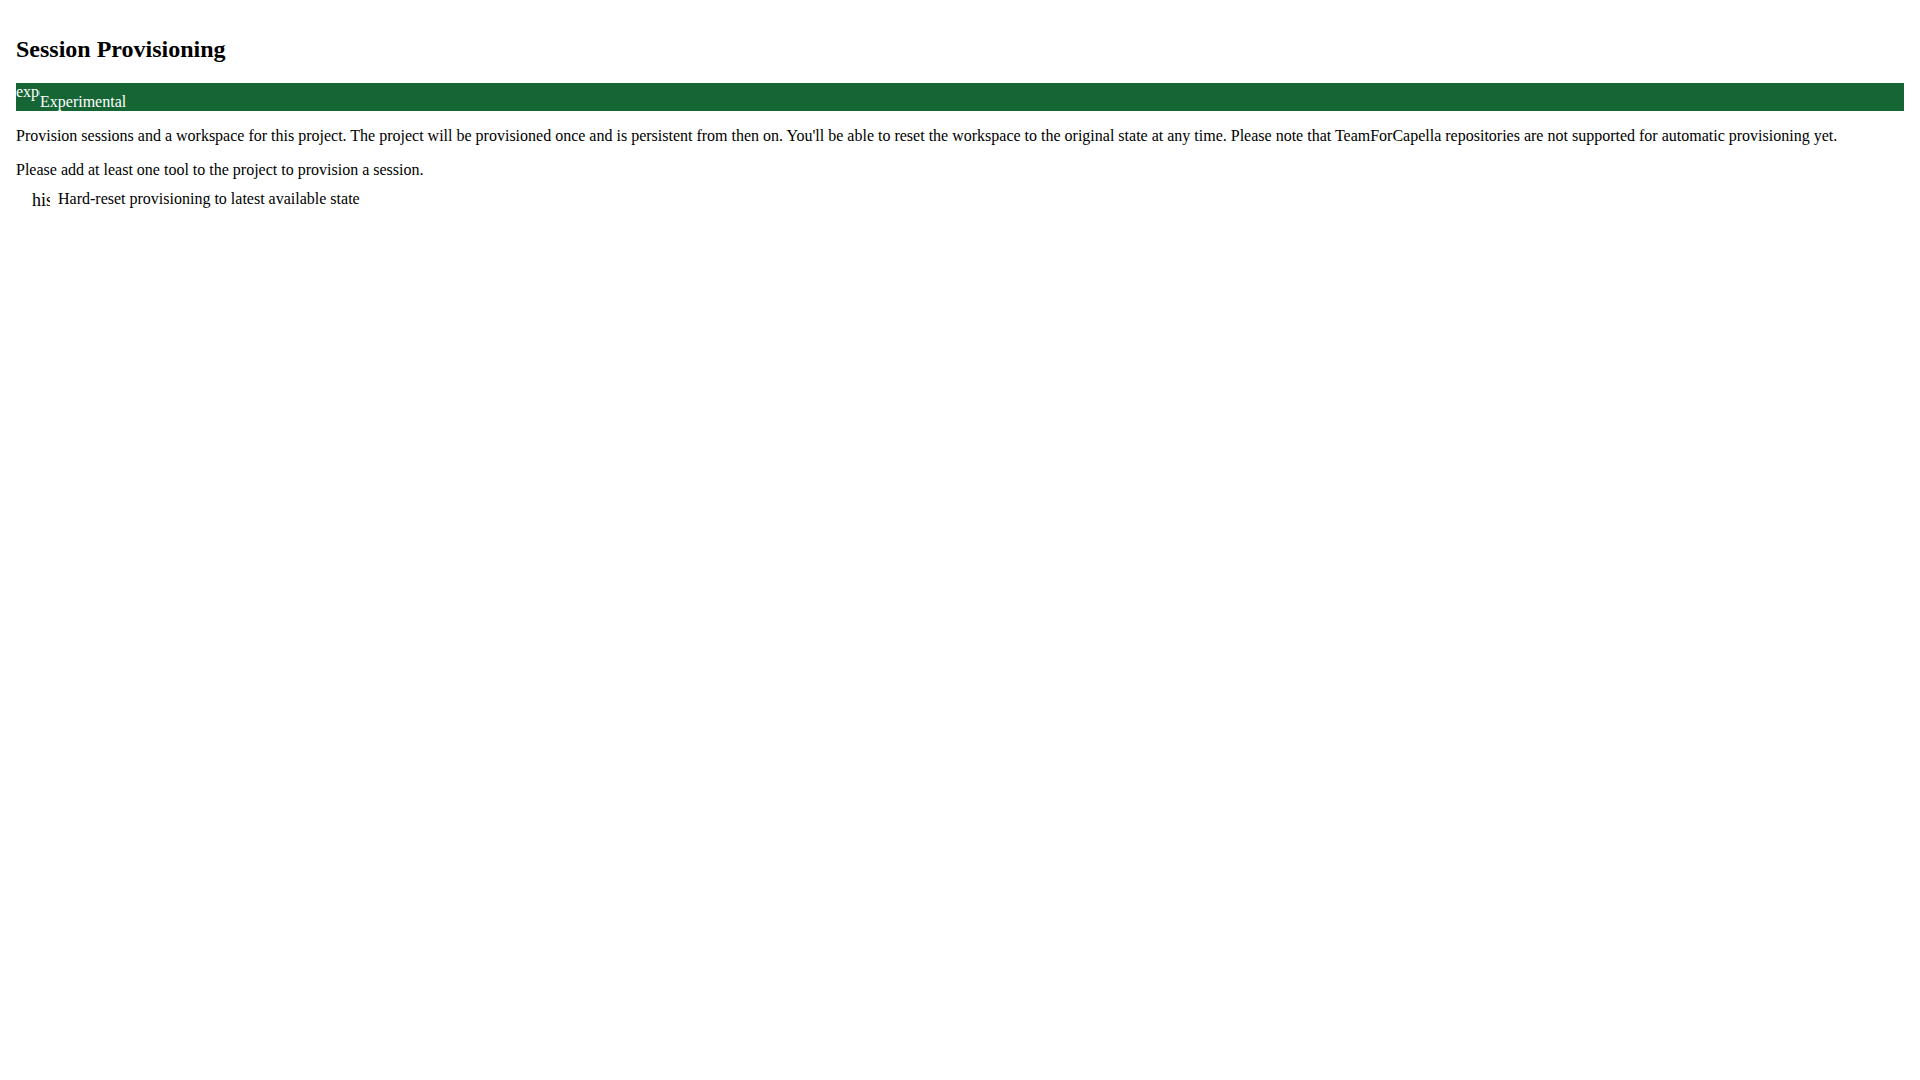 Session Provisioning
exp
Experimental
Provision sessions and a workspace for this project. The project will be provisioned once and is persistent from then on. You'll be able to reset the workspace to the original state at any time. Please note that TeamForCapella repositories are not supported for automatic provisioning yet.
Please add at least one tool to the project to provision a session.
his Hard-reset provisioning to latest available state